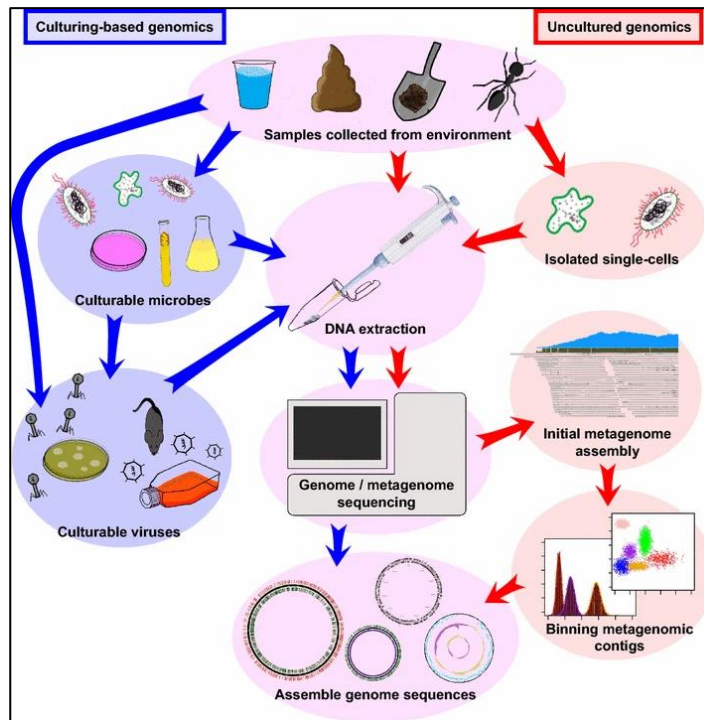 Culturing-based genomics
Uncultured genomics
Samples collected from environment
Culturable microbes
DNA extraction
Isolated single-cells
Culturable viruses
Genome / metagenome
sequencing
Initial metagenome
assembly
Binning metagenomic
contigs
Assemble genome sequences